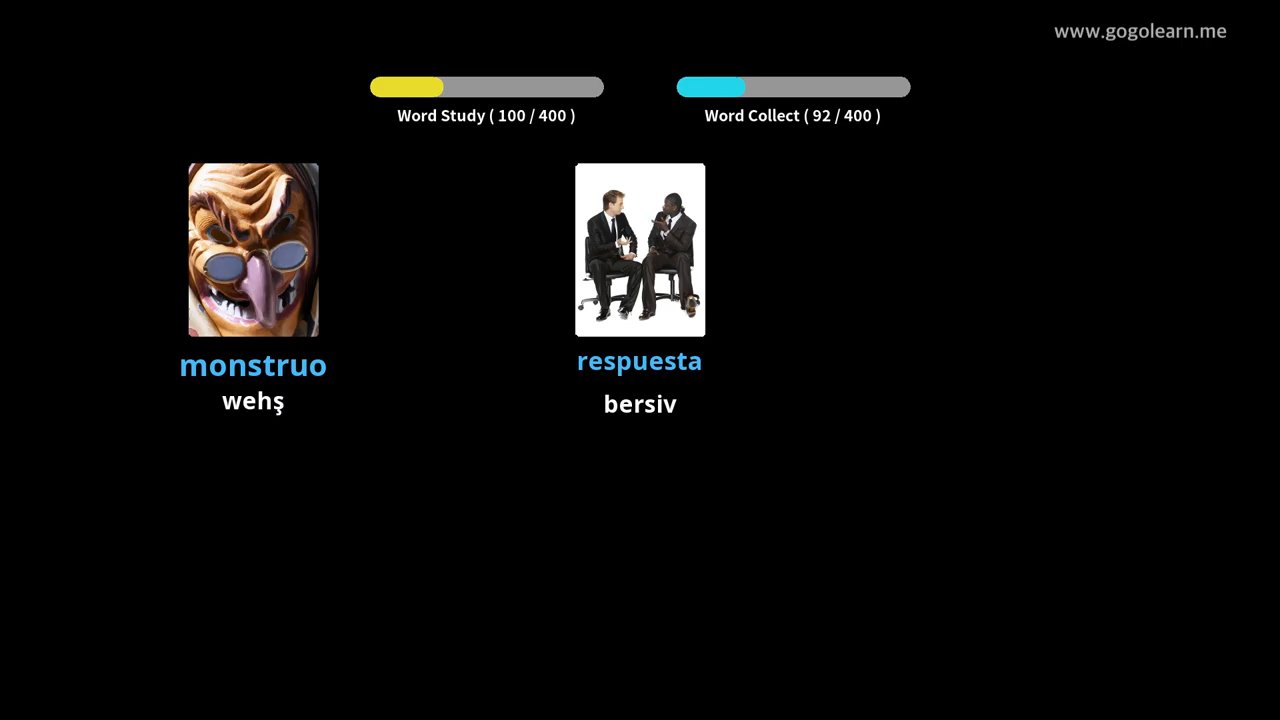 www.gogolearn.me
Word Study ( 100 / 400 )
Word Collect ( 92 / 400 )
monstruo
wehş
respuesta
bersiv